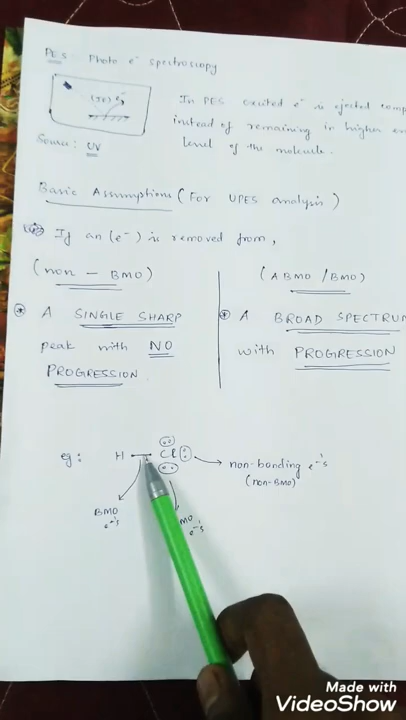 PES Photo e⁻ spectroscopy
In PES excited e⁻ is ejected comp
instead of remaining in higher en
level of the molecule.
Source: UV
Basic Assumptions (For UPES analysis)
If an (e⁻) is removed from,
(non - BMO)
(ABMO / BMO)
A SINGLE SHARP
peak with NO
PROGRESSION
A BROAD SPECTRUM
with PROGRESSION
eg: H — Cl
non-bonding e⁻'s
(non-BMO)
BMO
e⁻'s
MO
e⁻'s
Made with
VideoShow